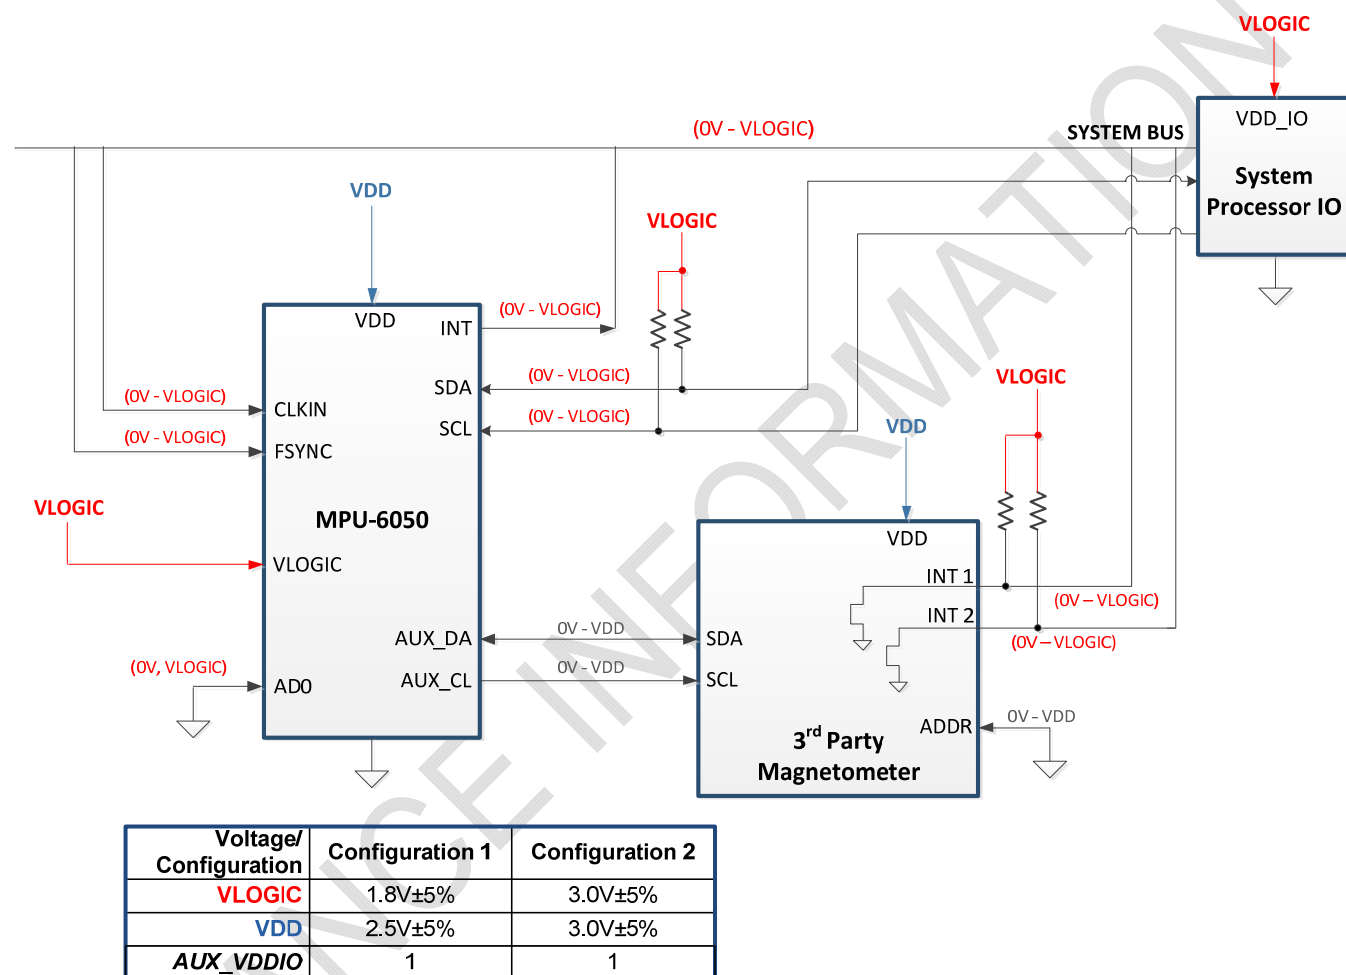 VLOGIC
VDD_IO
System
Processor IO
(0V - VLOGIC)
SYSTEM BUS
VDD
VLOGIC
VDD
INT
(0V - VLOGIC)
SDA
(0V - VLOGIC)
SCL
(0V - VLOGIC)
(0V - VLOGIC)
CLKIN
(0V - VLOGIC)
FSYNC
VLOGIC
MPU-6050
VLOGIC
AUX_DA
AUX_CL
(0V, VLOGIC)
AD0
0V - VDD
0V - VDD
VLOGIC
VDD
VDD
INT 1
(0V – VLOGIC)
INT 2
(0V – VLOGIC)
SDA
SCL
ADDR
0V - VDD
3rd Party
Magnetometer
Voltage/
Configuration Configuration 1 Configuration 2
VLOGIC 1.8V±5% 3.0V±5%
VDD 2.5V±5% 3.0V±5%
AUX_VDDIO 1 1
NCE INFORMATION